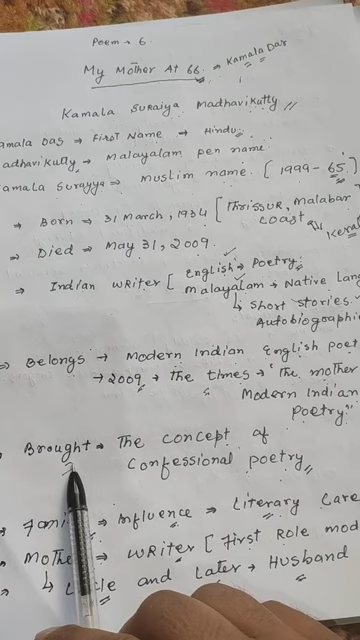 Poem → 6.
My Mother At 66. → Kamala Das
Kamala Suraiya Madhavikutty
amala Das → First Name → Hindu.
adhavikutty → Malayalam pen name.
amala Surayya → Muslim name. [1999 - 65.]
→ Born → 31 March, 1934 [Thrissur, Malabar
Coast Keral
→ Died → May 31, 2009.
→ Indian writer [English → Poetry.
Malayalam → Native Lang
↳ Short stories.
Autobiographi
→ Belongs → Modern Indian English poet
→ 2009 → The times → "The mother
Modern Indian
Poetry"
Brought → The concept of
confessional poetry
→ Influence → Literary Care
→ Mothe → Writer [First Role mod
↳ and Later → Husband